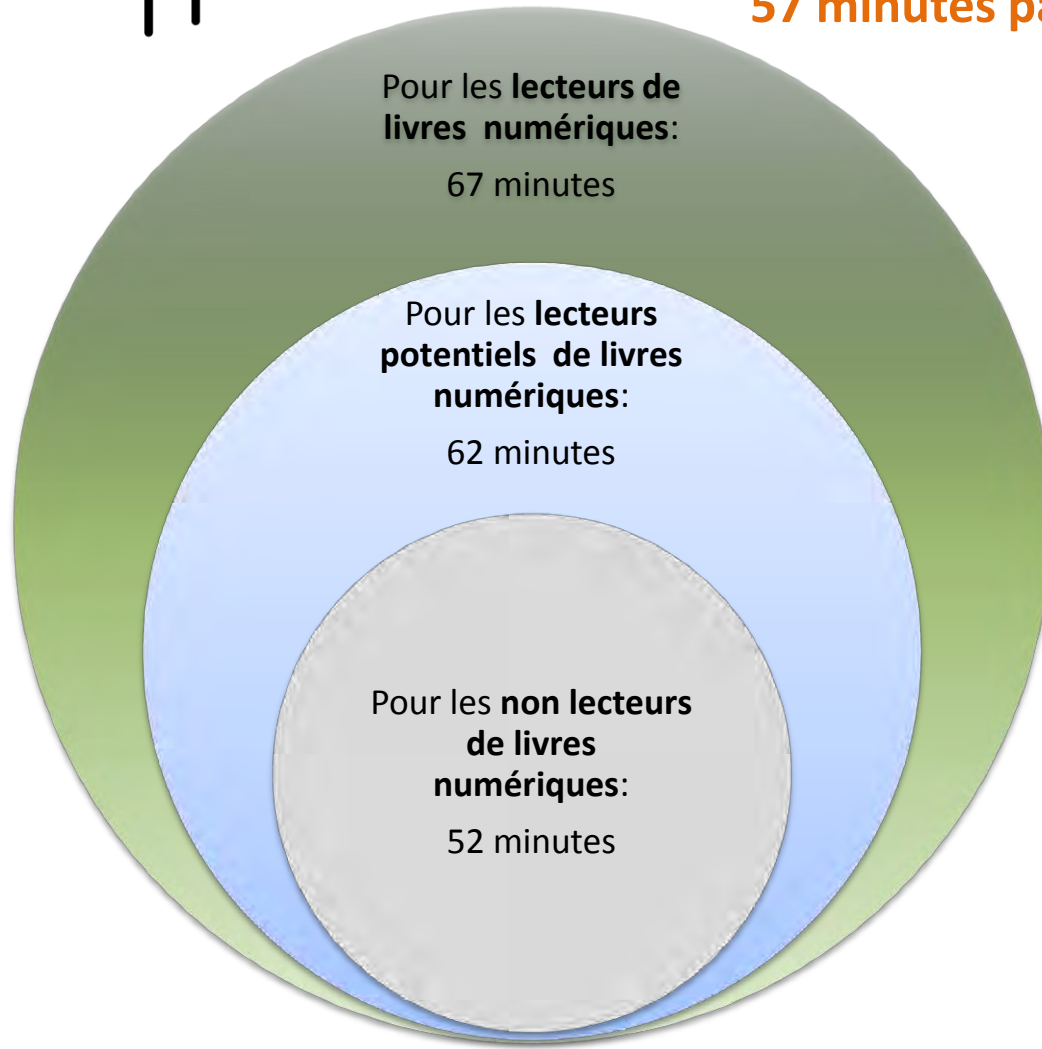 57 minutes pa
Pour les lecteurs de
livres numériques:
67 minutes
Pour les lecteurs
potentiels de livres
numériques:
62 minutes
Pour les non lecteurs
de livres
numériques:
52 minutes